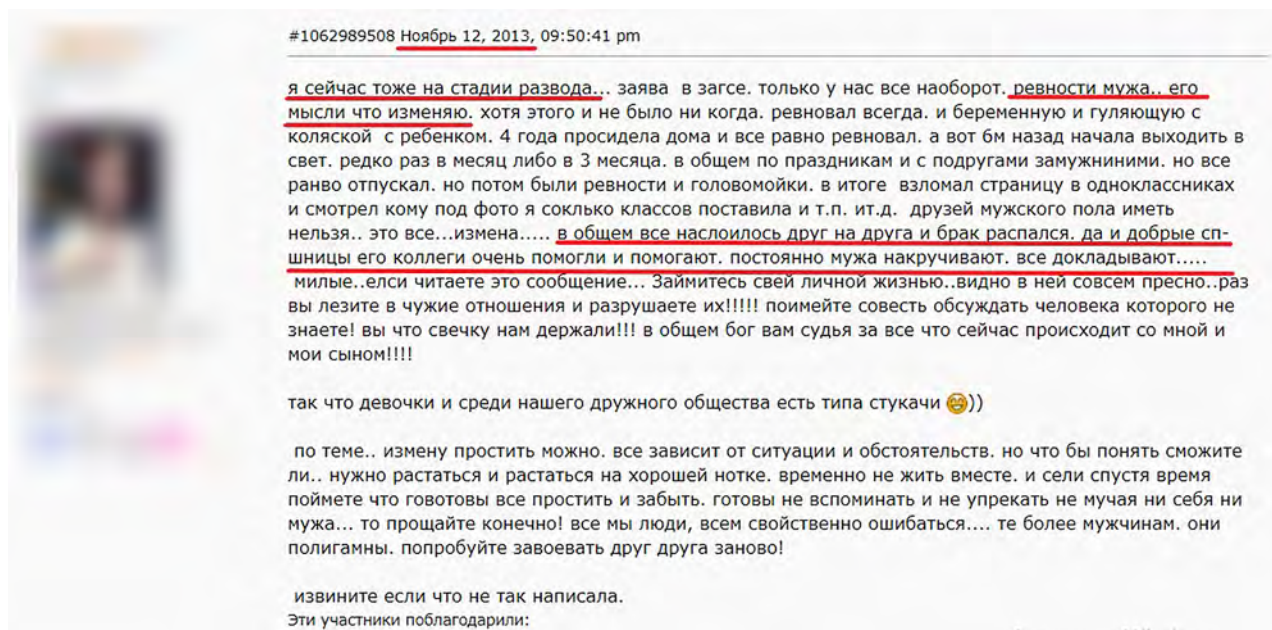 #1062989508 Ноябрь 12, 2013, 09:50:41 pm
я сейчас тоже на стадии развода... заява в загсе. только у нас все наоборот. ревности мужа.. его
мысли что изменяю. хотя этого и не было ни когда. ревновал всегда. и беременную и гуляющую с
коляской с ребенком. 4 года просидела дома и все равно ревновал. а вот 6м назад начала выходить в
свет. редко раз в месяц либо в 3 месяца. в общем по праздникам и с подругами замужниними. но все
ранво отпускал. но потом были ревности и головомойки. в итоге взломал страницу в одноклассниках
и смотрел кому под фото я соклько классов поставила и т.п. ит.д. друзей мужского пола иметь
нельзя.. это все...измена..... в общем все наслоилось друг на друга и брак распался. да и добрые сп-
шницы его коллеги очень помогли и помогают. постоянно мужа накручивают. все докладывают.....
милые..елси читаете это сообщение... Займитесь свей личной жизнью..видно в ней совсем пресно..раз
вы лезите в чужие отношения и разрушаете их!!!!! поимейте совесть обсуждать человека которого не
знаете! вы что свечку нам держали!!! в общем бог вам судья за все что сейчас происходит со мной и
мои сыном!!!!
так что девочки и среди нашего дружного общества есть типа стукачи 😄))
по теме.. измену простить можно. все зависит от ситуации и обстоятельств. но что бы понять сможите
ли.. нужно растаться и растаться на хорошей нотке. временно не жить вместе. и сели спустя время
поймете что говотовы все простить и забыть. готовы не вспоминать и не упрекать не мучая ни себя ни
мужа... то прощайте конечно! все мы люди, всем свойственно ошибаться.... те более мужчинам. они
полигамны. попробуйте завоевать друг друга заново!
извините если что не так написала.
Эти участники поблагодарили: